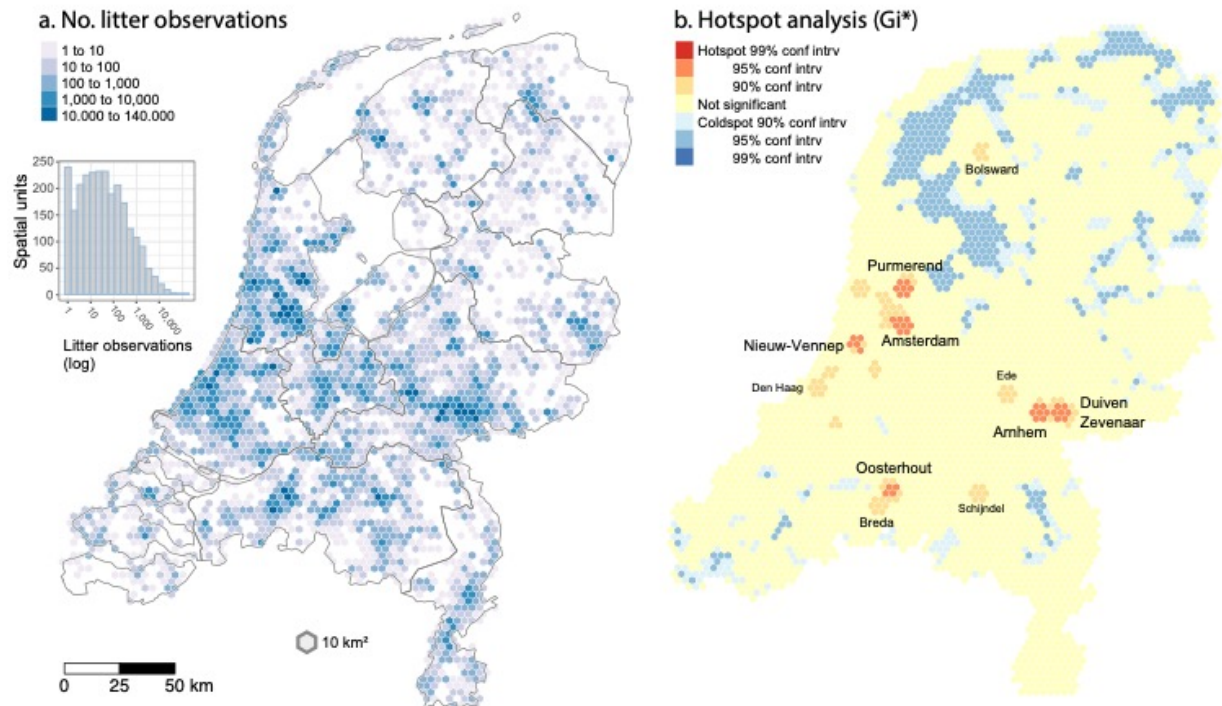 a. No. litter observations
1 to 10
10 to 100
100 to 1,000
1,000 to 10,000
10.000 to 140.000
250
200
150
100
50
0
Spatial units
1
10
100
1,000
10,000
Litter observations
(log)
10 km²
0 25 50 km
b. Hotspot analysis (Gi*)
Hotspot 99% conf intrv
95% conf intrv
90% conf intrv
Not significant
Coldspot 90% conf intrv
95% conf intrv
99% conf intrv
Bolsward
Purmerend
Amsterdam
Nieuw-Vennep
Den Haag
Ede
Duiven
Zevenaar
Arnhem
Oosterhout
Breda
Schijndel